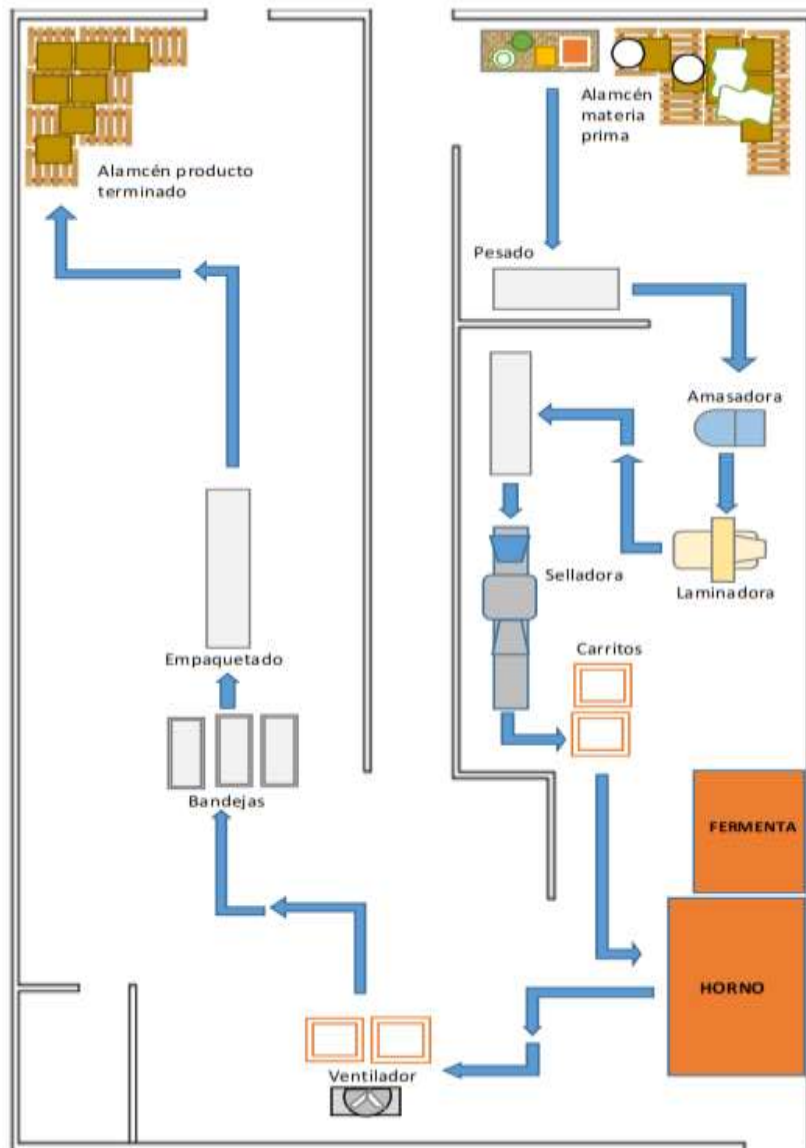 Alamcén
materia
prima
Alamcén producto
terminado
Pesado
Amasadora
Selladora
Laminadora
Carritos
Empaquetado
Bandejas
FERMENTA
HORNO
Ventilador